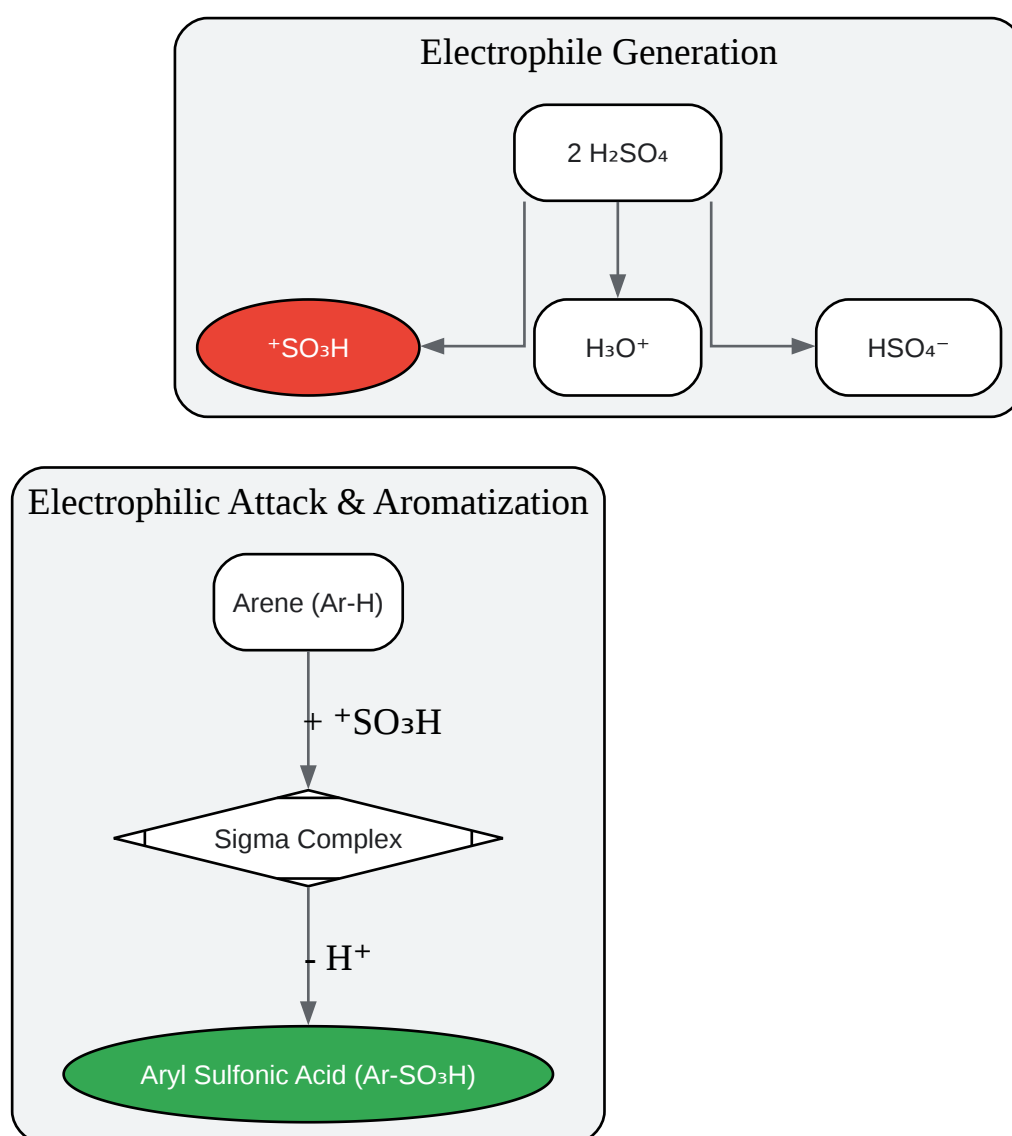 Electrophile Generation
2 H₂SO₄
⁺SO₃H
H₃O⁺
HSO₄⁻
Electrophilic Attack & Aromatization
Arene (Ar-H)
+ ⁺SO₃H
Sigma Complex
- H⁺
Aryl Sulfonic Acid (Ar-SO₃H)